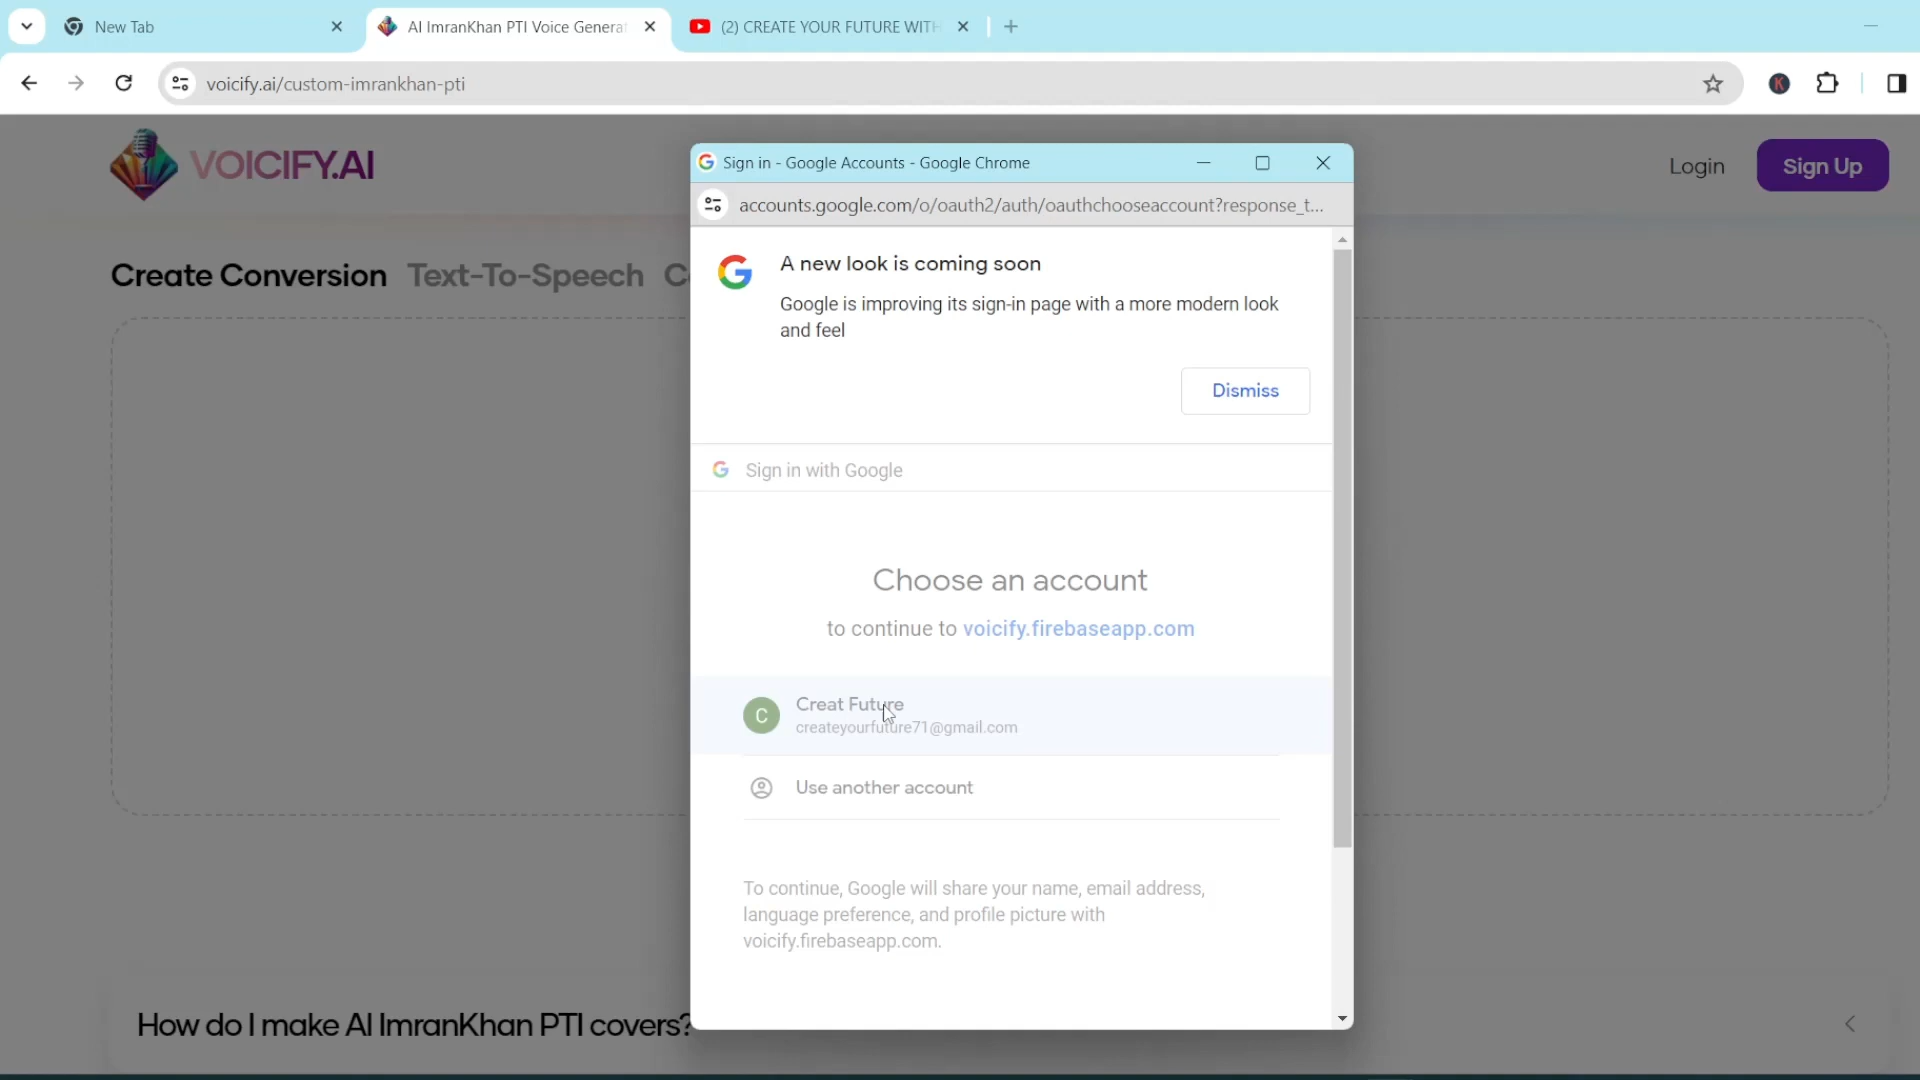 New Tab
AI ImranKhan PTI Voice Generat
(2) CREATE YOUR FUTURE WITH
voicify.ai/custom-imrankhan-pti
K
VOICIFY.AI
Login
Sign Up
Create Conversion
Text-To-Speech
C
Sign in - Google Accounts - Google Chrome
accounts.google.com/o/oauth2/auth/oauthchooseaccount?response_t...
A new look is coming soon
Google is improving its sign-in page with a more modern look
and feel
Dismiss
Sign in with Google
Choose an account
to continue to voicify.firebaseapp.com
C
Creat Future
createyourfuture71@gmail.com
Use another account
To continue, Google will share your name, email address,
language preference, and profile picture with
voicify.firebaseapp.com.
How do I make AI ImranKhan PTI covers?